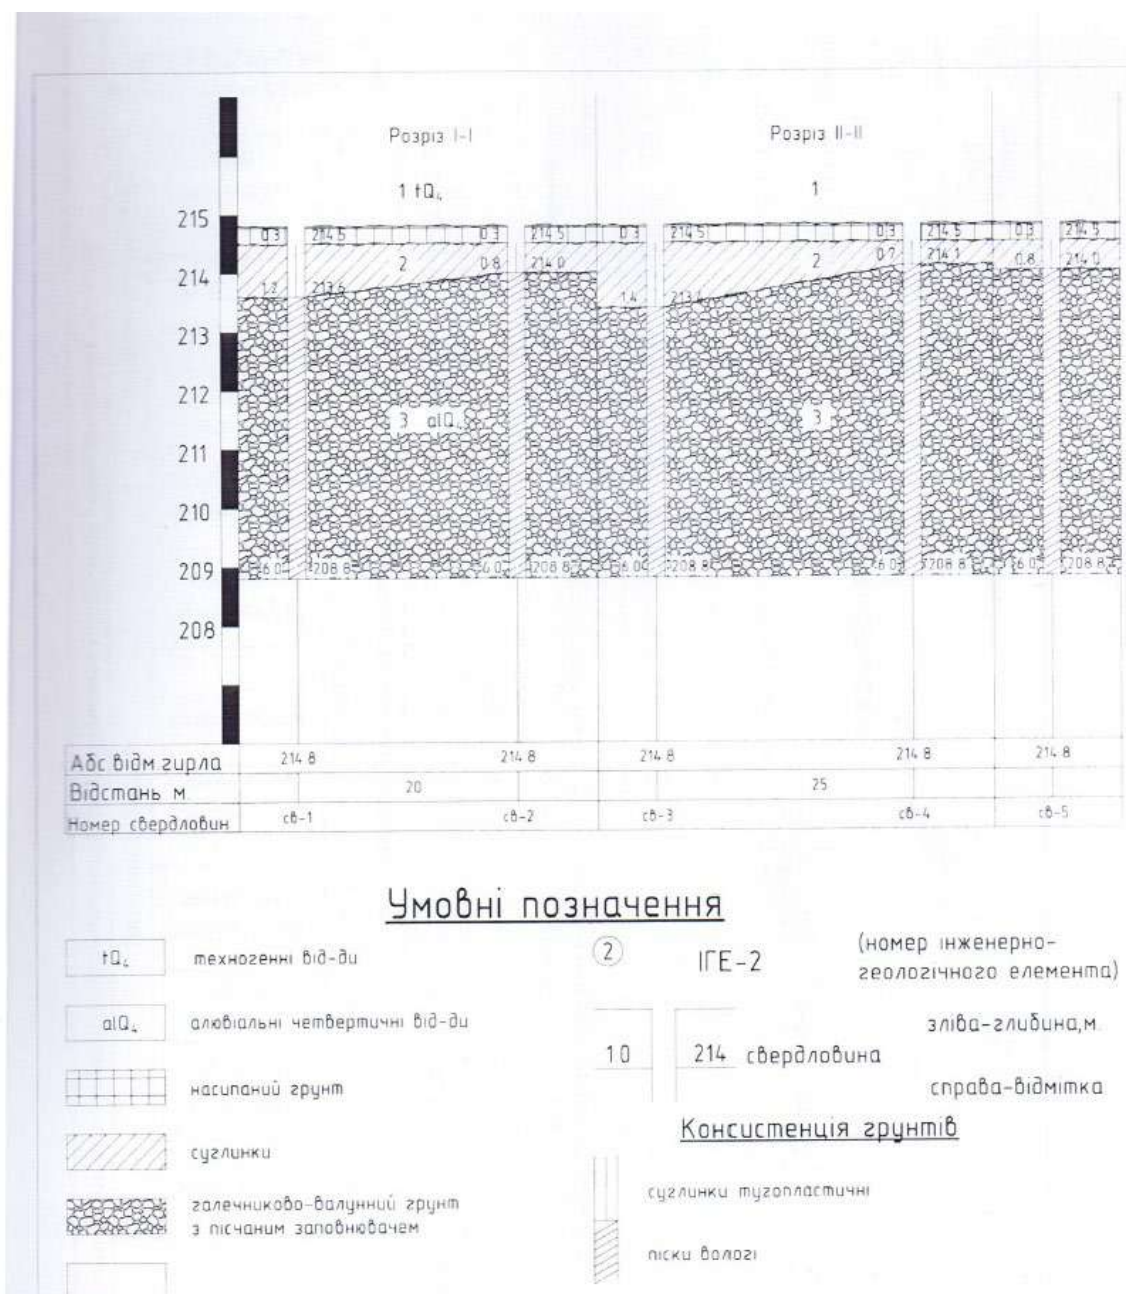 Розріз І-І
Розріз ІІ-ІІ
1 tQ₄
1
215
0.3 214.5 0.3 214.5 0.3 214.5 0.3 214.5 0.3 214.5
214
2 0.8 214.0 2 0.7 214.1 0.8 214.0
1.2 213.6 1.4 213.4
213
212
3 alQ₄ 3
211
210
209
6.0 208.8 6.0 208.8 6.0 208.8 6.0 208.8 6.0 208.8
208
Абс відм.гирла 214.8 214.8 214.8 214.8 214.8
Відстань м 20 25
Номер свердловин св-1 св-2 св-3 св-4 св-5
Умовні позначення
tQ₄ техногенні від-ди
alQ₄ алювіальні четвертичні від-ди
насипаний грунт
суглинки
галечниково-валунний грунт
з пісчаним заповнювачем
2 ІГЕ-2 (номер інженерно-
геологічного елемента)
зліва-глибина,м.
1.0 214 свердловина
справа-відмітка
Консистенція грунтів
суглинки тугопластичні
піски вологі